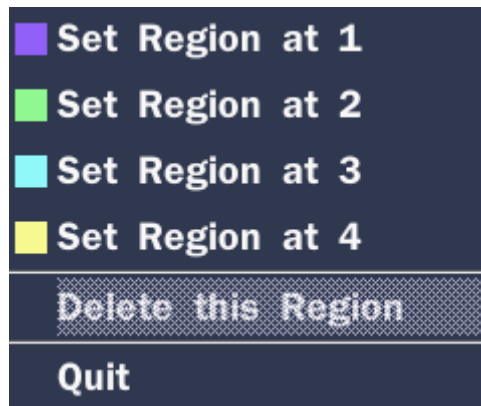 Set Region at 1
Set Region at 2
Set Region at 3
Set Region at 4
Delete this Region
Quit